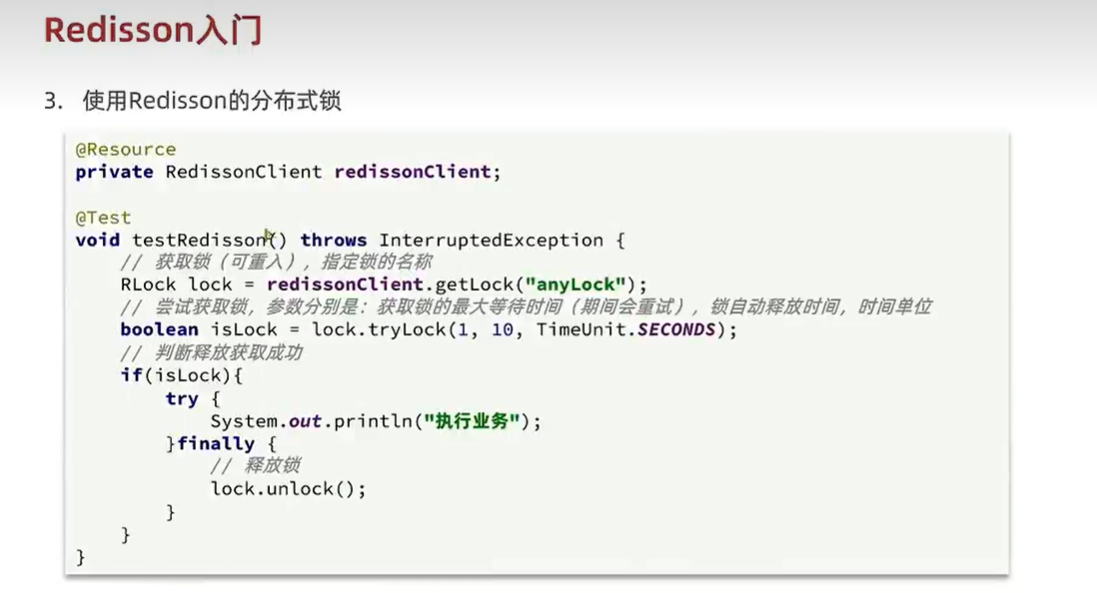 Redisson入门
3. 使用Redisson的分布式锁
@Resource
private RedissonClient redissonClient;
@Test
void testRedisson() throws InterruptedException {
// 获取锁（可重入），指定锁的名称
RLock lock = redissonClient.getLock("anyLock");
// 尝试获取锁，参数分别是：获取锁的最大等待时间（期间会重试），锁自动释放时间，时间单位
boolean isLock = lock.tryLock(1, 10, TimeUnit.SECONDS);
// 判断释放获取成功
if(isLock){
try {
System.out.println("执行业务");
}finally {
// 释放锁
lock.unlock();
}
}
}